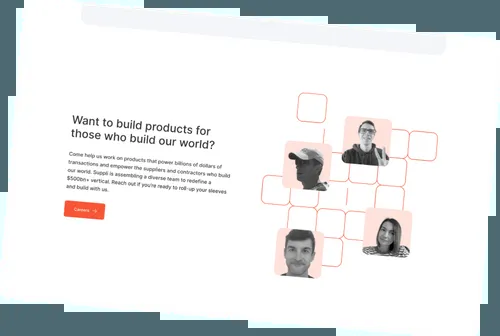 Want to build products for
those who build our world?
Come help us work on products that power billions of dollars of
transactions and empower the suppliers and contractors who build
our world. Suppli is assembling a diverse team to redefine a
$500bn+ vertical. Reach out if you're ready to roll-up your sleeves
and build with us.
Careers →